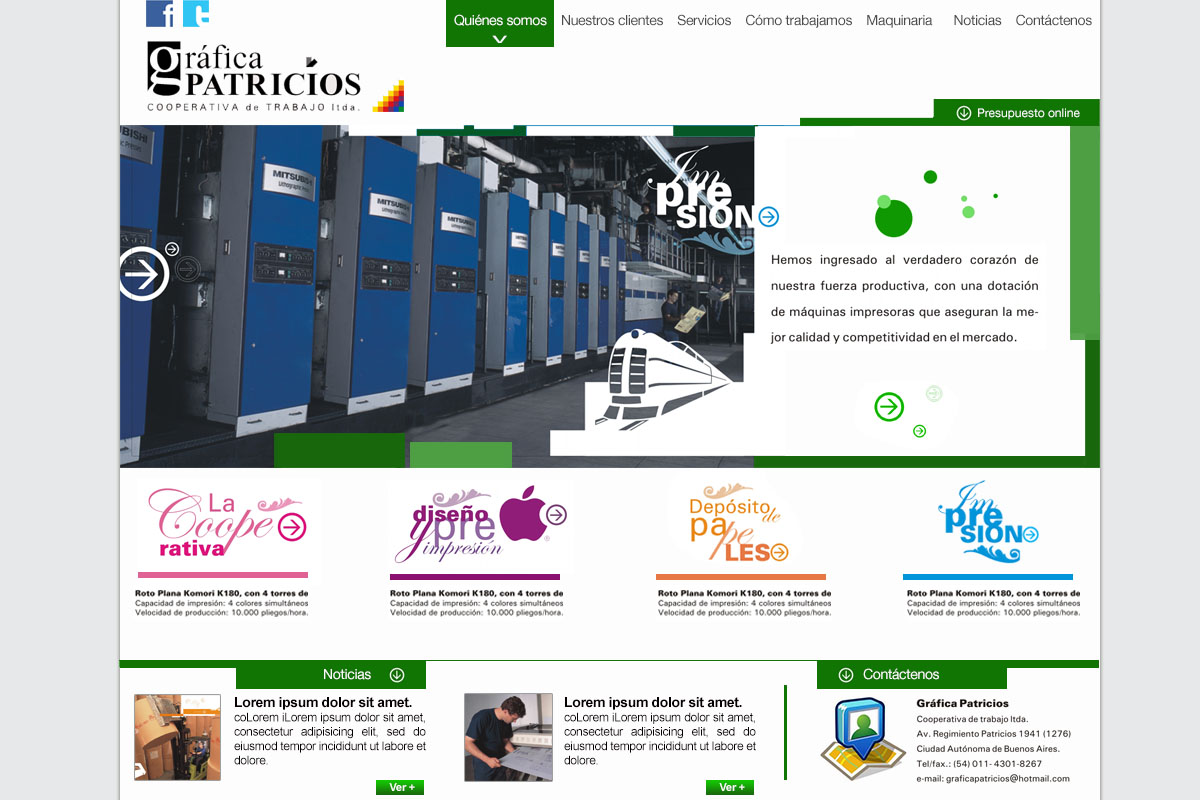 f t
Quiénes somos Nuestros clientes Servicios Cómo trabajamos Maquinaria Noticias Contáctenos
gráfica
PATRICIOS
COOPERATIVA de TRABAJO ltda.
Presupuesto online
MITSUBISHI
MITSUBISHI
MITSUBISHI
Im
pre
SION
Hemos ingresado al verdadero corazón de
nuestra fuerza productiva, con una dotación
de máquinas impresoras que aseguran la me-
jor calidad y competitividad en el mercado.
La
Coope
rativa
diseño
y pre
impresión
Depósito de
pa pe
LES
Im
pre
SION
Roto Plana Komori K180, con 4 torres de
Capacidad de impresión: 4 colores simultáneos
Velocidad de producción: 10.000 pliegos/hora.
Roto Plana Komori K180, con 4 torres de
Capacidad de impresión: 4 colores simultáneos
Velocidad de producción: 10.000 pliegos/hora.
Roto Plana Komori K180, con 4 torres de
Capacidad de impresión: 4 colores simultáneos
Velocidad de producción: 10.000 pliegos/hora.
Roto Plana Komori K180, con 4 torres de
Capacidad de impresión: 4 colores simultáneos
Velocidad de producción: 10.000 pliegos/hora.
Noticias
Lorem ipsum dolor sit amet.
coLorem iLorem ipsum dolor sit amet,
consectetur adipisicing elit, sed do
eiusmod tempor incididunt ut labore et
dolore.
Ver +
Lorem ipsum dolor sit amet.
coLorem iLorem ipsum dolor sit amet,
consectetur adipisicing elit, sed do
eiusmod tempor incididunt ut labore et
dolore.
Ver +
Contáctenos
Gráfica Patricios
Cooperativa de trabajo ltda.
Av. Regimiento Patricios 1941 (1276)
Ciudad Autónoma de Buenos Aires.
Tel/fax.: (54) 011- 4301-8267
e-mail: graficapatricios@hotmail.com